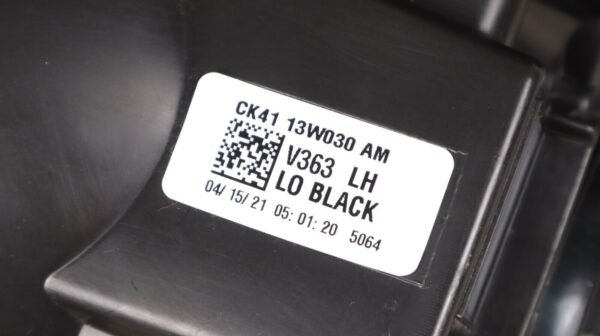 CK41 13W030 AM
V363 LH
LO BLACK
04/ 15/ 21 05: 01: 20 5064